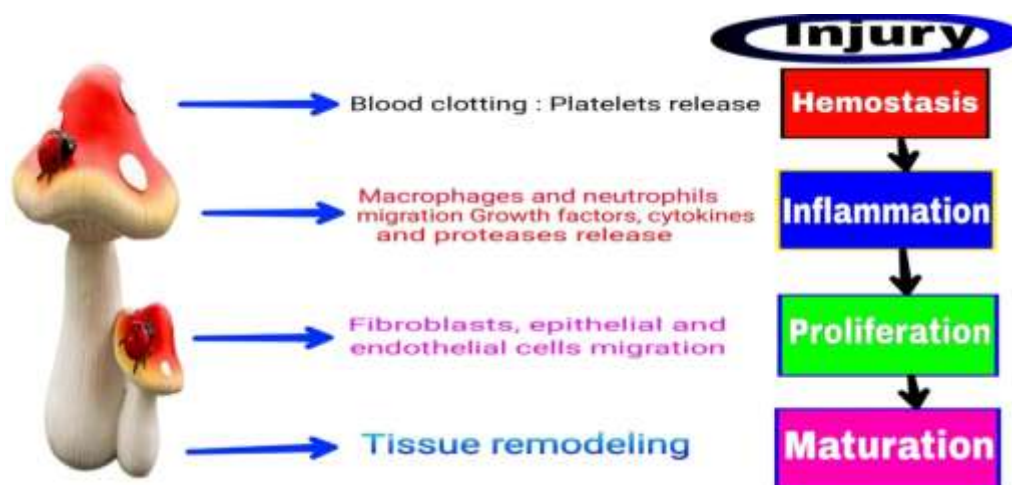 Injury
Blood clotting : Platelets release
Hemostasis
Macrophages and neutrophils
migration Growth factors, cytokines
and proteases release
Inflammation
Fibroblasts, epithelial and
endothelial cells migration
Proliferation
Tissue remodeling
Maturation